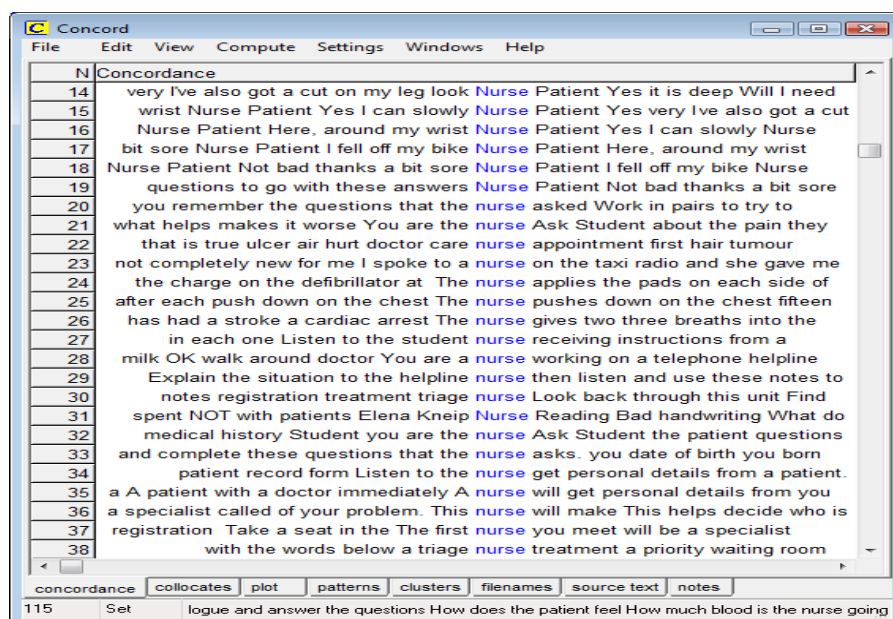 C Concord
File Edit View Compute Settings Windows Help
N Concordance
14 very I've also got a cut on my leg look Nurse Patient Yes it is deep Will I need
15 wrist Nurse Patient Yes I can slowly Nurse Patient Yes very Ive also got a cut
16 Nurse Patient Here, around my wrist Nurse Patient Yes I can slowly Nurse
17 bit sore Nurse Patient I fell off my bike Nurse Patient Here, around my wrist
18 Nurse Patient Not bad thanks a bit sore Nurse Patient I fell off my bike Nurse
19 questions to go with these answers Nurse Patient Not bad thanks a bit sore
20 you remember the questions that the nurse asked Work in pairs to try to
21 what helps makes it worse You are the nurse Ask Student about the pain they
22 that is true ulcer air hurt doctor care nurse appointment first hair tumour
23 not completely new for me I spoke to a nurse on the taxi radio and she gave me
24 the charge on the defibrillator at The nurse applies the pads on each side of
25 after each push down on the chest The nurse pushes down on the chest fifteen
26 has had a stroke a cardiac arrest The nurse gives two three breaths into the
27 in each one Listen to the student nurse receiving instructions from a
28 milk OK walk around doctor You are a nurse working on a telephone helpline
29 Explain the situation to the helpline nurse then listen and use these notes to
30 notes registration treatment triage nurse Look back through this unit Find
31 spent NOT with patients Elena Kneip Nurse Reading Bad handwriting What do
32 medical history Student you are the nurse Ask Student the patient questions
33 and complete these questions that the nurse asks. you date of birth you born
34 patient record form Listen to the nurse get personal details from a patient.
35 a A patient with a doctor immediately A nurse will get personal details from you
36 a specialist called of your problem. This nurse will make This helps decide who is
37 registration Take a seat in the The first nurse you meet will be a specialist
38 with the words below a triage nurse treatment a priority waiting room
concordance collocates plot patterns clusters filenames source text notes
115 Set logue and answer the questions How does the patient feel How much blood is the nurse going